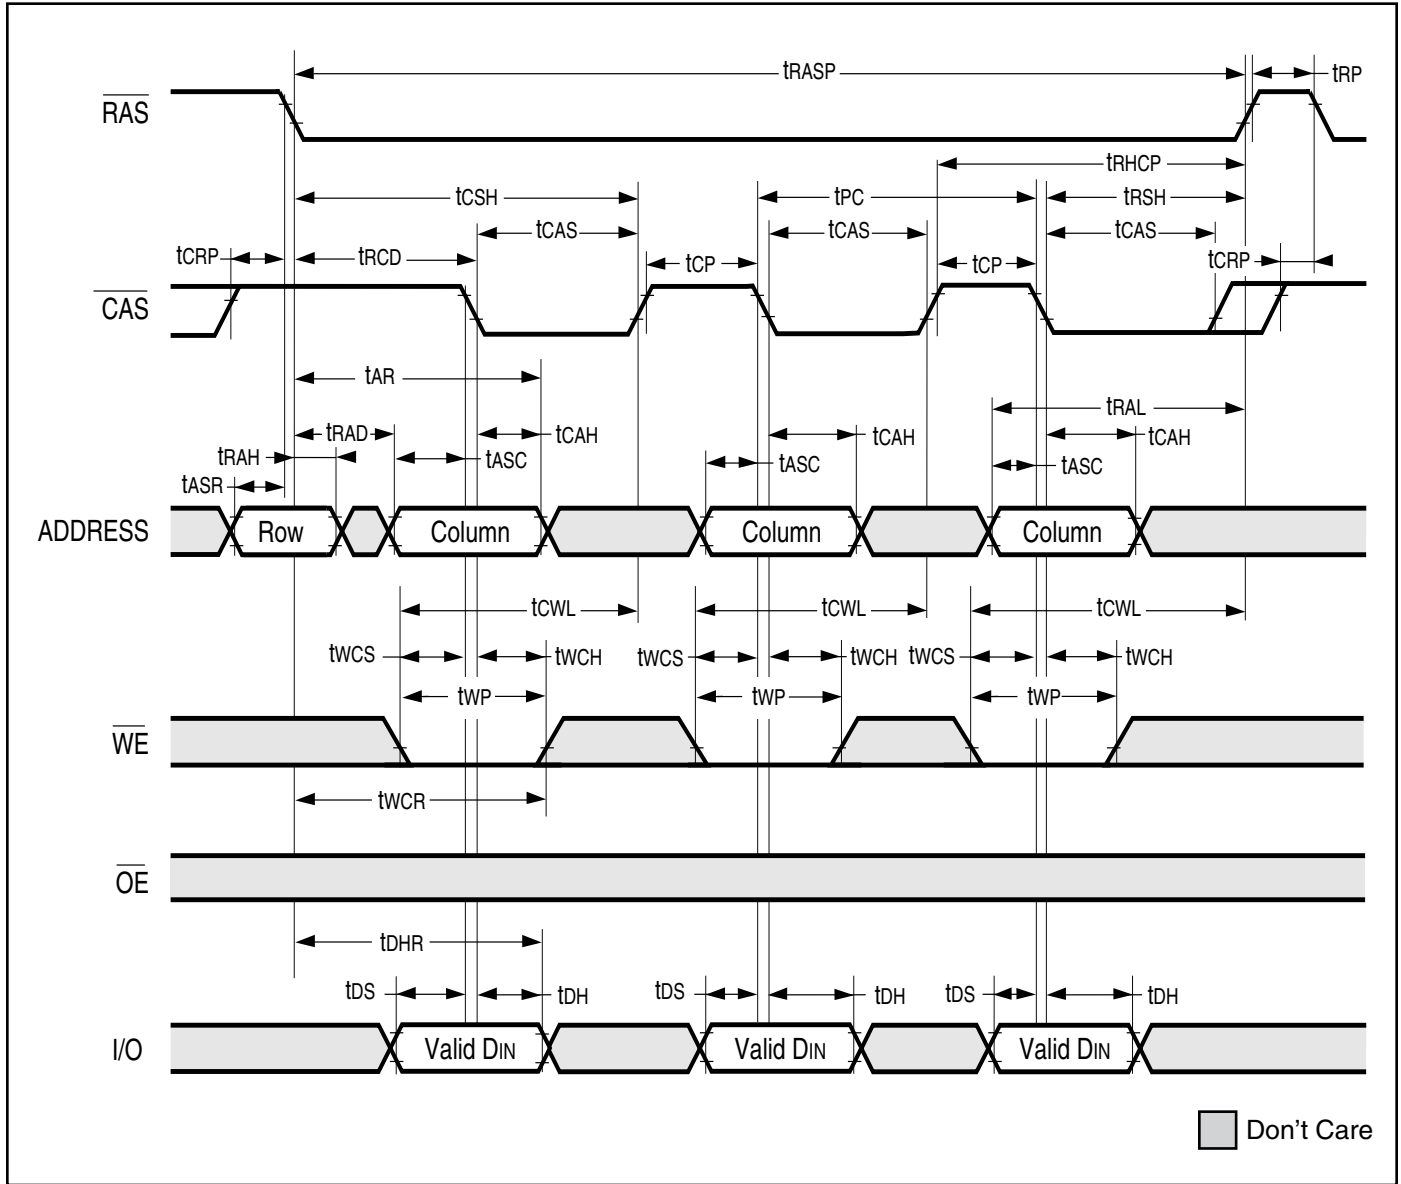 tRASP tRP
RAS
tRHCP
tCSH tPC tRSH
tCAS tCAS tCAS
tCRP tRCD tCP tCP tCRP
CAS
tAR
tRAL
tRAD tCAH tCAH tCAH
tRAH tASC tASC tASC
tASR
ADDRESS Row Column Column Column
tCWL tCWL tCWL
tWCS tWCH tWCS tWCH tWCS tWCH
tWP tWP tWP
WE
tWCR
OE
tDHR
tDS tDH tDS tDH tDS tDH
I/O Valid DIN Valid DIN Valid DIN
Don't Care